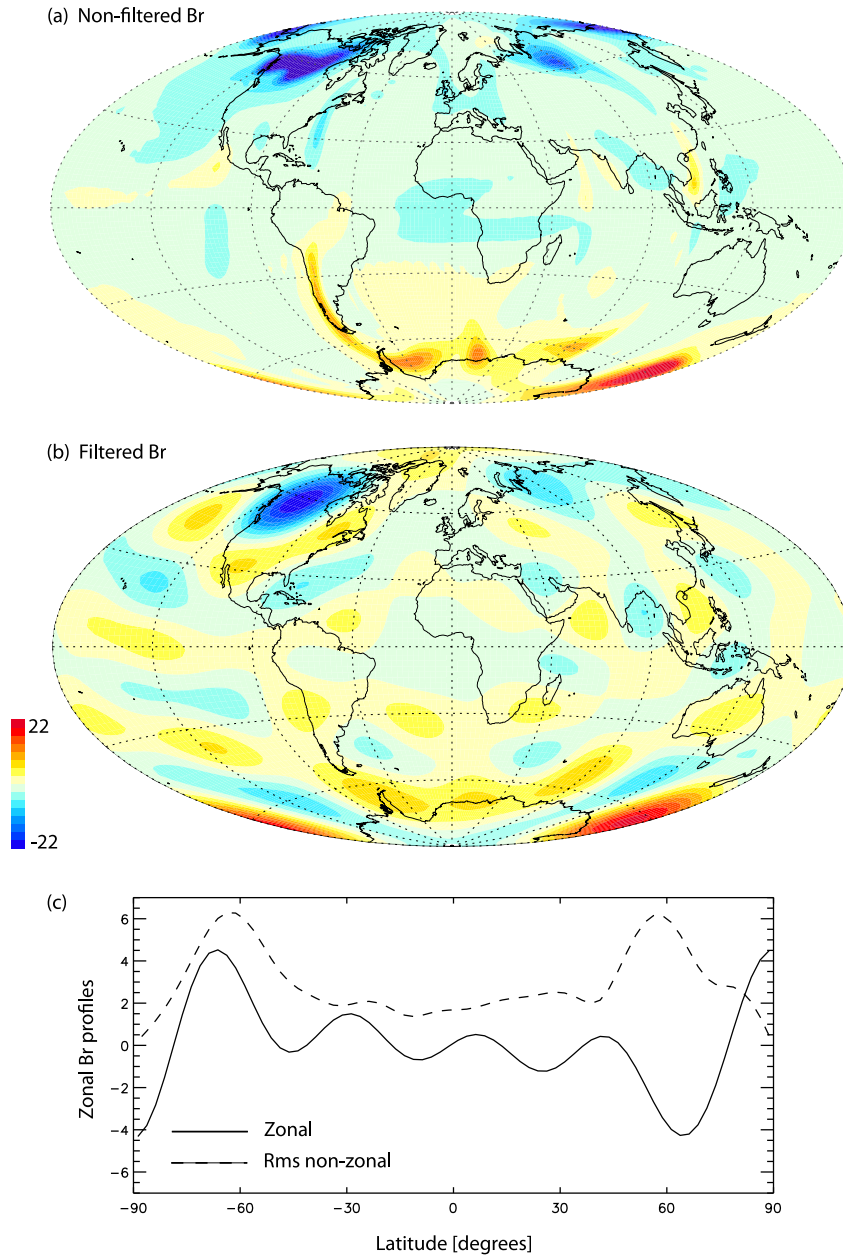 (a) Non-filtered Br
(b) Filtered Br
22
-22
(c)
6
4
2
0
−2
−4
−6
Zonal Br profiles
Zonal
Rms non-zonal
−90 −60 −30 0 30 60 90
Latitude [degrees]